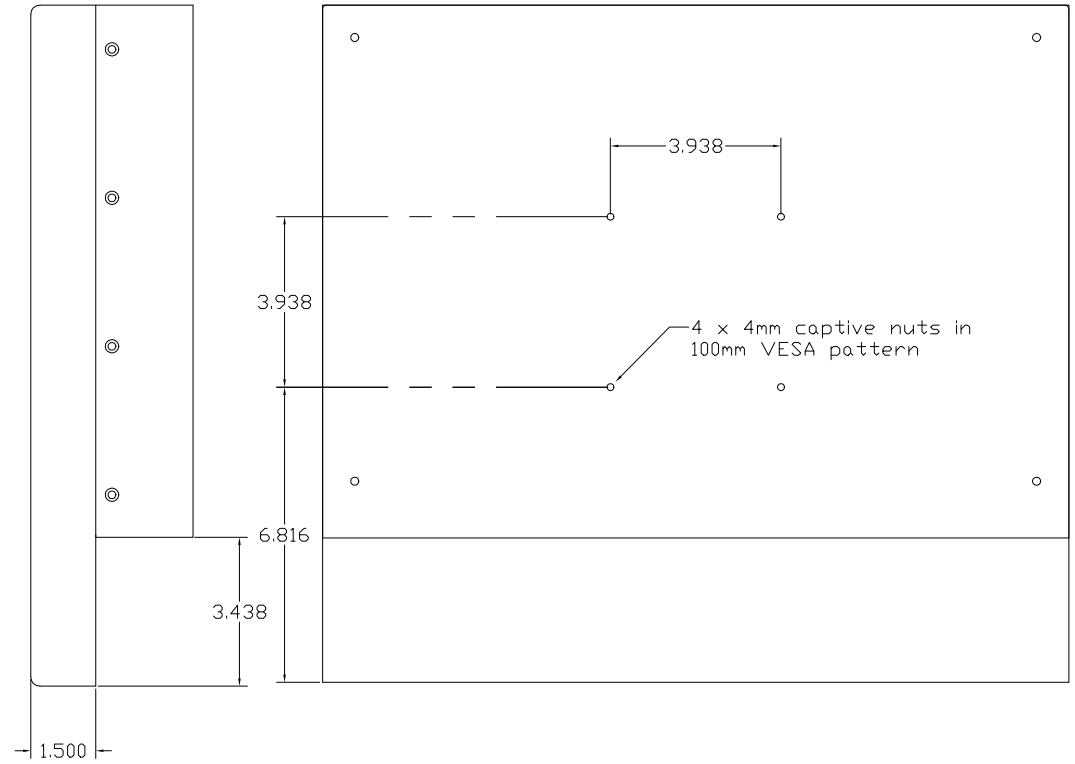 3.938
3.938
4 x 4mm captive nuts in
100mm VESA pattern
6.816
3.438
1.500